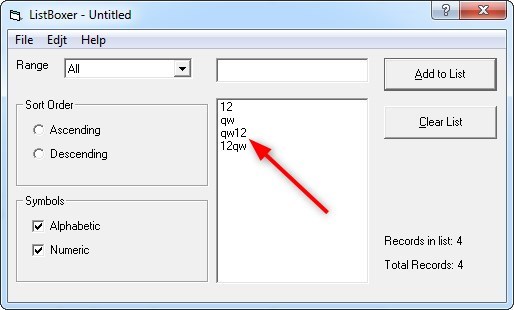 ListBoxer - Untitled
File Edjt Help
Range All
Add to List
Sort Order
Ascending
Descending
12
qw
qw12
12qw
Clear List
Symbols
Alphabetic
Numeric
Records in list: 4
Total Records: 4